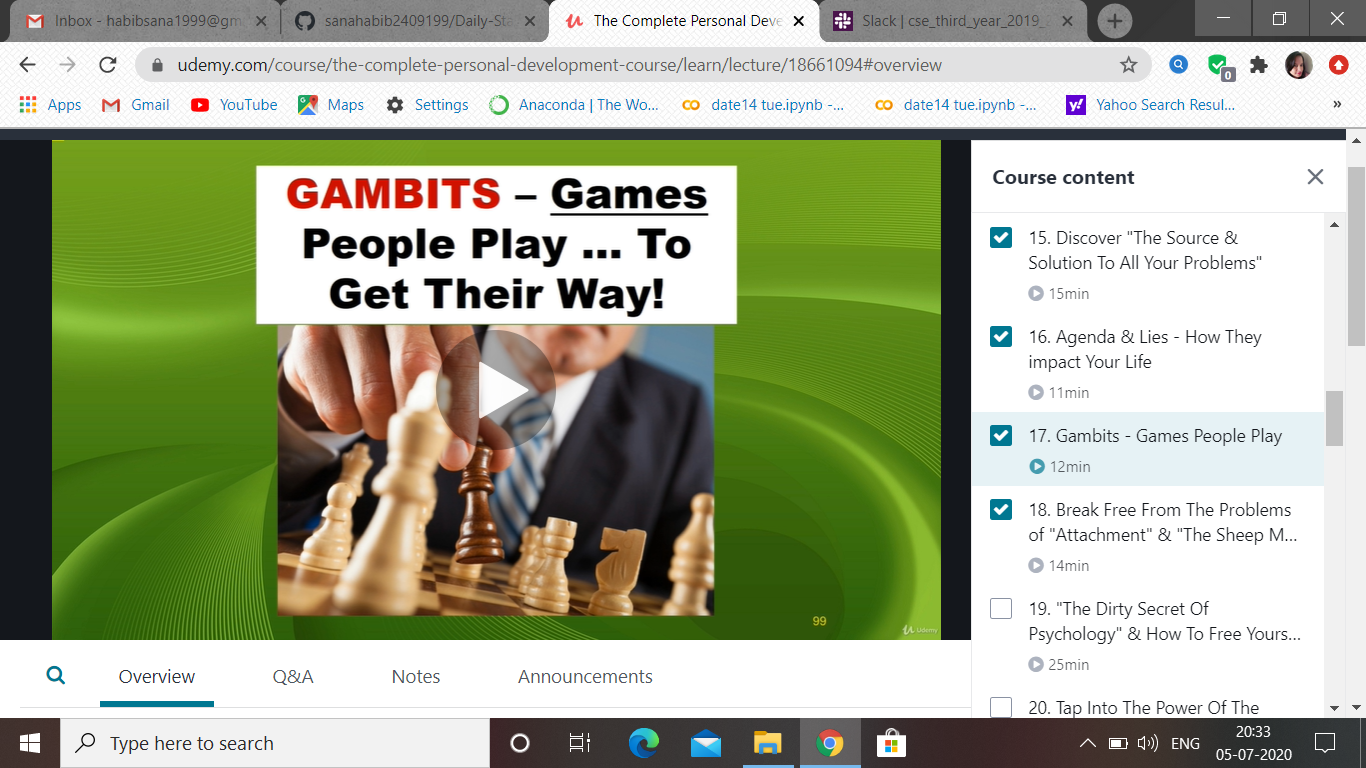 Inbox - habibsana1999@gm
sanahabib2409199/Daily-Sta
The Complete Personal Deve
Slack | cse_third_year_2019_2
udemy.com/course/the-complete-personal-development-course/learn/lecture/18661094#overview
0
Apps
Gmail
YouTube
Maps
Settings
Anaconda | The Wo...
date14 tue.ipynb -...
date14 tue.ipynb -...
Yahoo Search Resul...
»
GAMBITS – Games
People Play ... To
Get Their Way!
99
Udemy
Course content
15. Discover "The Source &
Solution To All Your Problems"
15min
16. Agenda & Lies - How They
impact Your Life
11min
17. Gambits - Games People Play
12min
18. Break Free From The Problems
of "Attachment" & "The Sheep M...
14min
19. "The Dirty Secret Of
Psychology" & How To Free Yours...
25min
20. Tap Into The Power Of The
Overview
Q&A
Notes
Announcements
Type here to search
ENG
20:33
05-07-2020